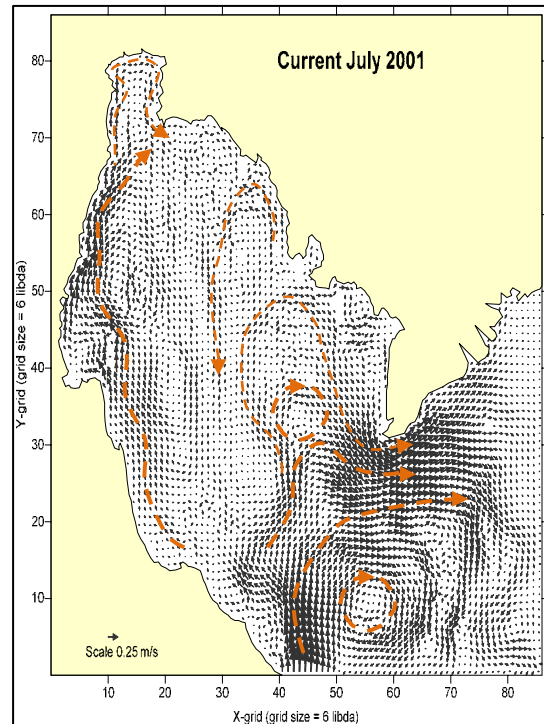 Current July 2001
80
70
60
50
40
30
20
10
Y-grid (grid size = 6 libda)
Scale 0.25 m/s
10 20 30 40 50 60 70 80
X-grid (grid size = 6 libda)